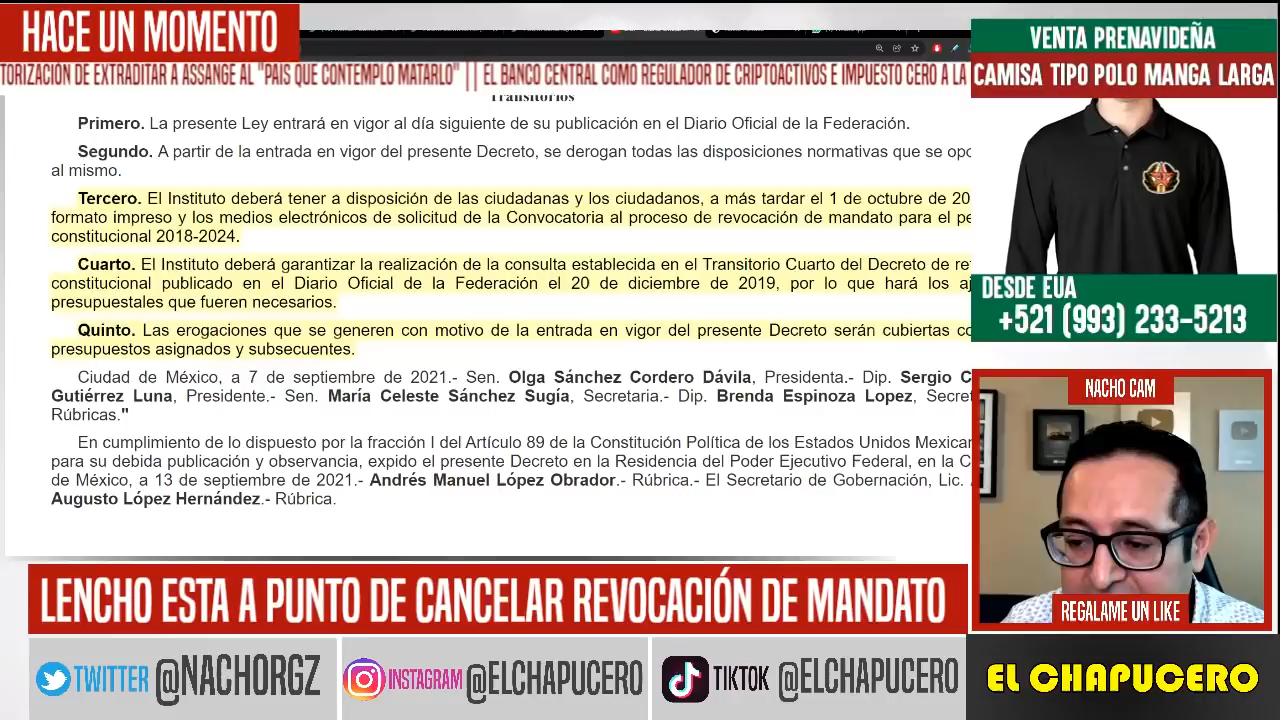 HACE UN MOMENTO
TORIZACIÓN DE EXTRADITAR A ASSANGE AL "PAIS QUE CONTEMPLÓ MATARLO" || EL BANCO CENTRAL COMO REGULADOR DE CRIPTOACTIVOS E IMPUESTO CERO A LA
VENTA PRENAVIDEÑA
CAMISA TIPO POLO MANGA LARGA
Transitorios
Primero. La presente Ley entrará en vigor al día siguiente de su publicación en el Diario Oficial de la Federación.
Segundo. A partir de la entrada en vigor del presente Decreto, se derogan todas las disposiciones normativas que se opo
al mismo.
Tercero. El Instituto deberá tener a disposición de las ciudadanas y los ciudadanos, a más tardar el 1 de octubre de 20
formato impreso y los medios electrónicos de solicitud de la Convocatoria al proceso de revocación de mandato para el pe
constitucional 2018-2024.
Cuarto. El Instituto deberá garantizar la realización de la consulta establecida en el Transitorio Cuarto del Decreto de re
constitucional publicado en el Diario Oficial de la Federación el 20 de diciembre de 2019, por lo que hará los aj
presupuestales que fueren necesarios.
Quinto. Las erogaciones que se generen con motivo de la entrada en vigor del presente Decreto serán cubiertas co
presupuestos asignados y subsecuentes.
Ciudad de México, a 7 de septiembre de 2021.- Sen. Olga Sánchez Cordero Dávila, Presidenta.- Dip. Sergio C
Gutiérrez Luna, Presidente.- Sen. María Celeste Sánchez Sugía, Secretaria.- Dip. Brenda Espinoza Lopez, Secret
Rúbricas."
En cumplimiento de lo dispuesto por la fracción I del Artículo 89 de la Constitución Política de los Estados Unidos Mexican
para su debida publicación y observancia, expido el presente Decreto en la Residencia del Poder Ejecutivo Federal, en la C
de México, a 13 de septiembre de 2021.- Andrés Manuel López Obrador.- Rúbrica.- El Secretario de Gobernación, Lic.
Augusto López Hernández.- Rúbrica.
DESDE EUA
+521 (993) 233-5213
NACHO CAM
REGALAME UN LIKE
LENCHO ESTA A PUNTO DE CANCELAR REVOCACIÓN DE MANDATO
TWITTER @NACHORGZ
INSTAGRAM @ELCHAPUCERO
TIKTOK @ELCHAPUCERO
EL CHAPUCERO